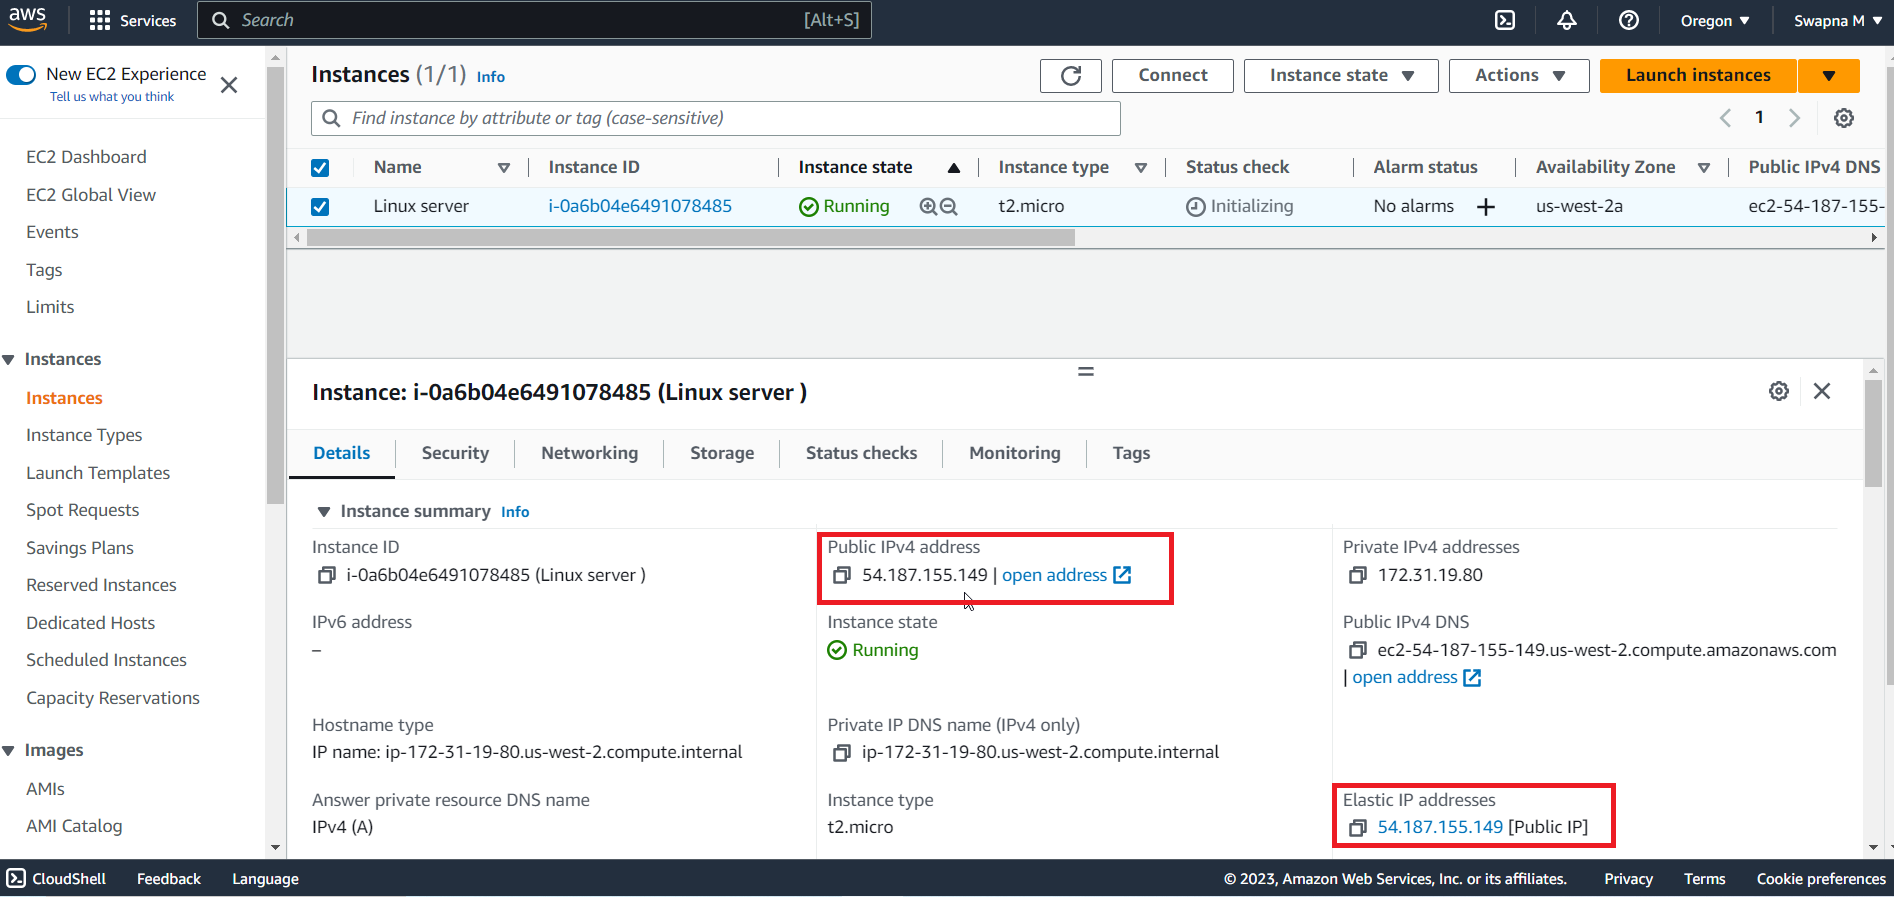 aws
Services
Search
[Alt+S]
Oregon
Swapna M
New EC2 Experience
Tell us what you think
EC2 Dashboard
EC2 Global View
Events
Tags
Limits
Instances
Instances
Instance Types
Launch Templates
Spot Requests
Savings Plans
Reserved Instances
Dedicated Hosts
Scheduled Instances
Capacity Reservations
Images
AMIs
AMI Catalog
Instances (1/1) Info
Connect
Instance state
Actions
Launch instances
Find instance by attribute or tag (case-sensitive)
1
Name
Instance ID
Instance state
Instance type
Status check
Alarm status
Availability Zone
Public IPv4 DNS
Linux server
i-0a6b04e6491078485
Running
t2.micro
Initializing
No alarms
us-west-2a
ec2-54-187-155-
Instance: i-0a6b04e6491078485 (Linux server )
Details
Security
Networking
Storage
Status checks
Monitoring
Tags
Instance summary Info
Instance ID
i-0a6b04e6491078485 (Linux server )
Public IPv4 address
54.187.155.149 | open address
Private IPv4 addresses
172.31.19.80
IPv6 address
–
Instance state
Running
Public IPv4 DNS
ec2-54-187-155-149.us-west-2.compute.amazonaws.com
| open address
Hostname type
IP name: ip-172-31-19-80.us-west-2.compute.internal
Private IP DNS name (IPv4 only)
ip-172-31-19-80.us-west-2.compute.internal
Answer private resource DNS name
IPv4 (A)
Instance type
t2.micro
Elastic IP addresses
54.187.155.149 [Public IP]
CloudShell
Feedback
Language
© 2023, Amazon Web Services, Inc. or its affiliates.
Privacy
Terms
Cookie preferences